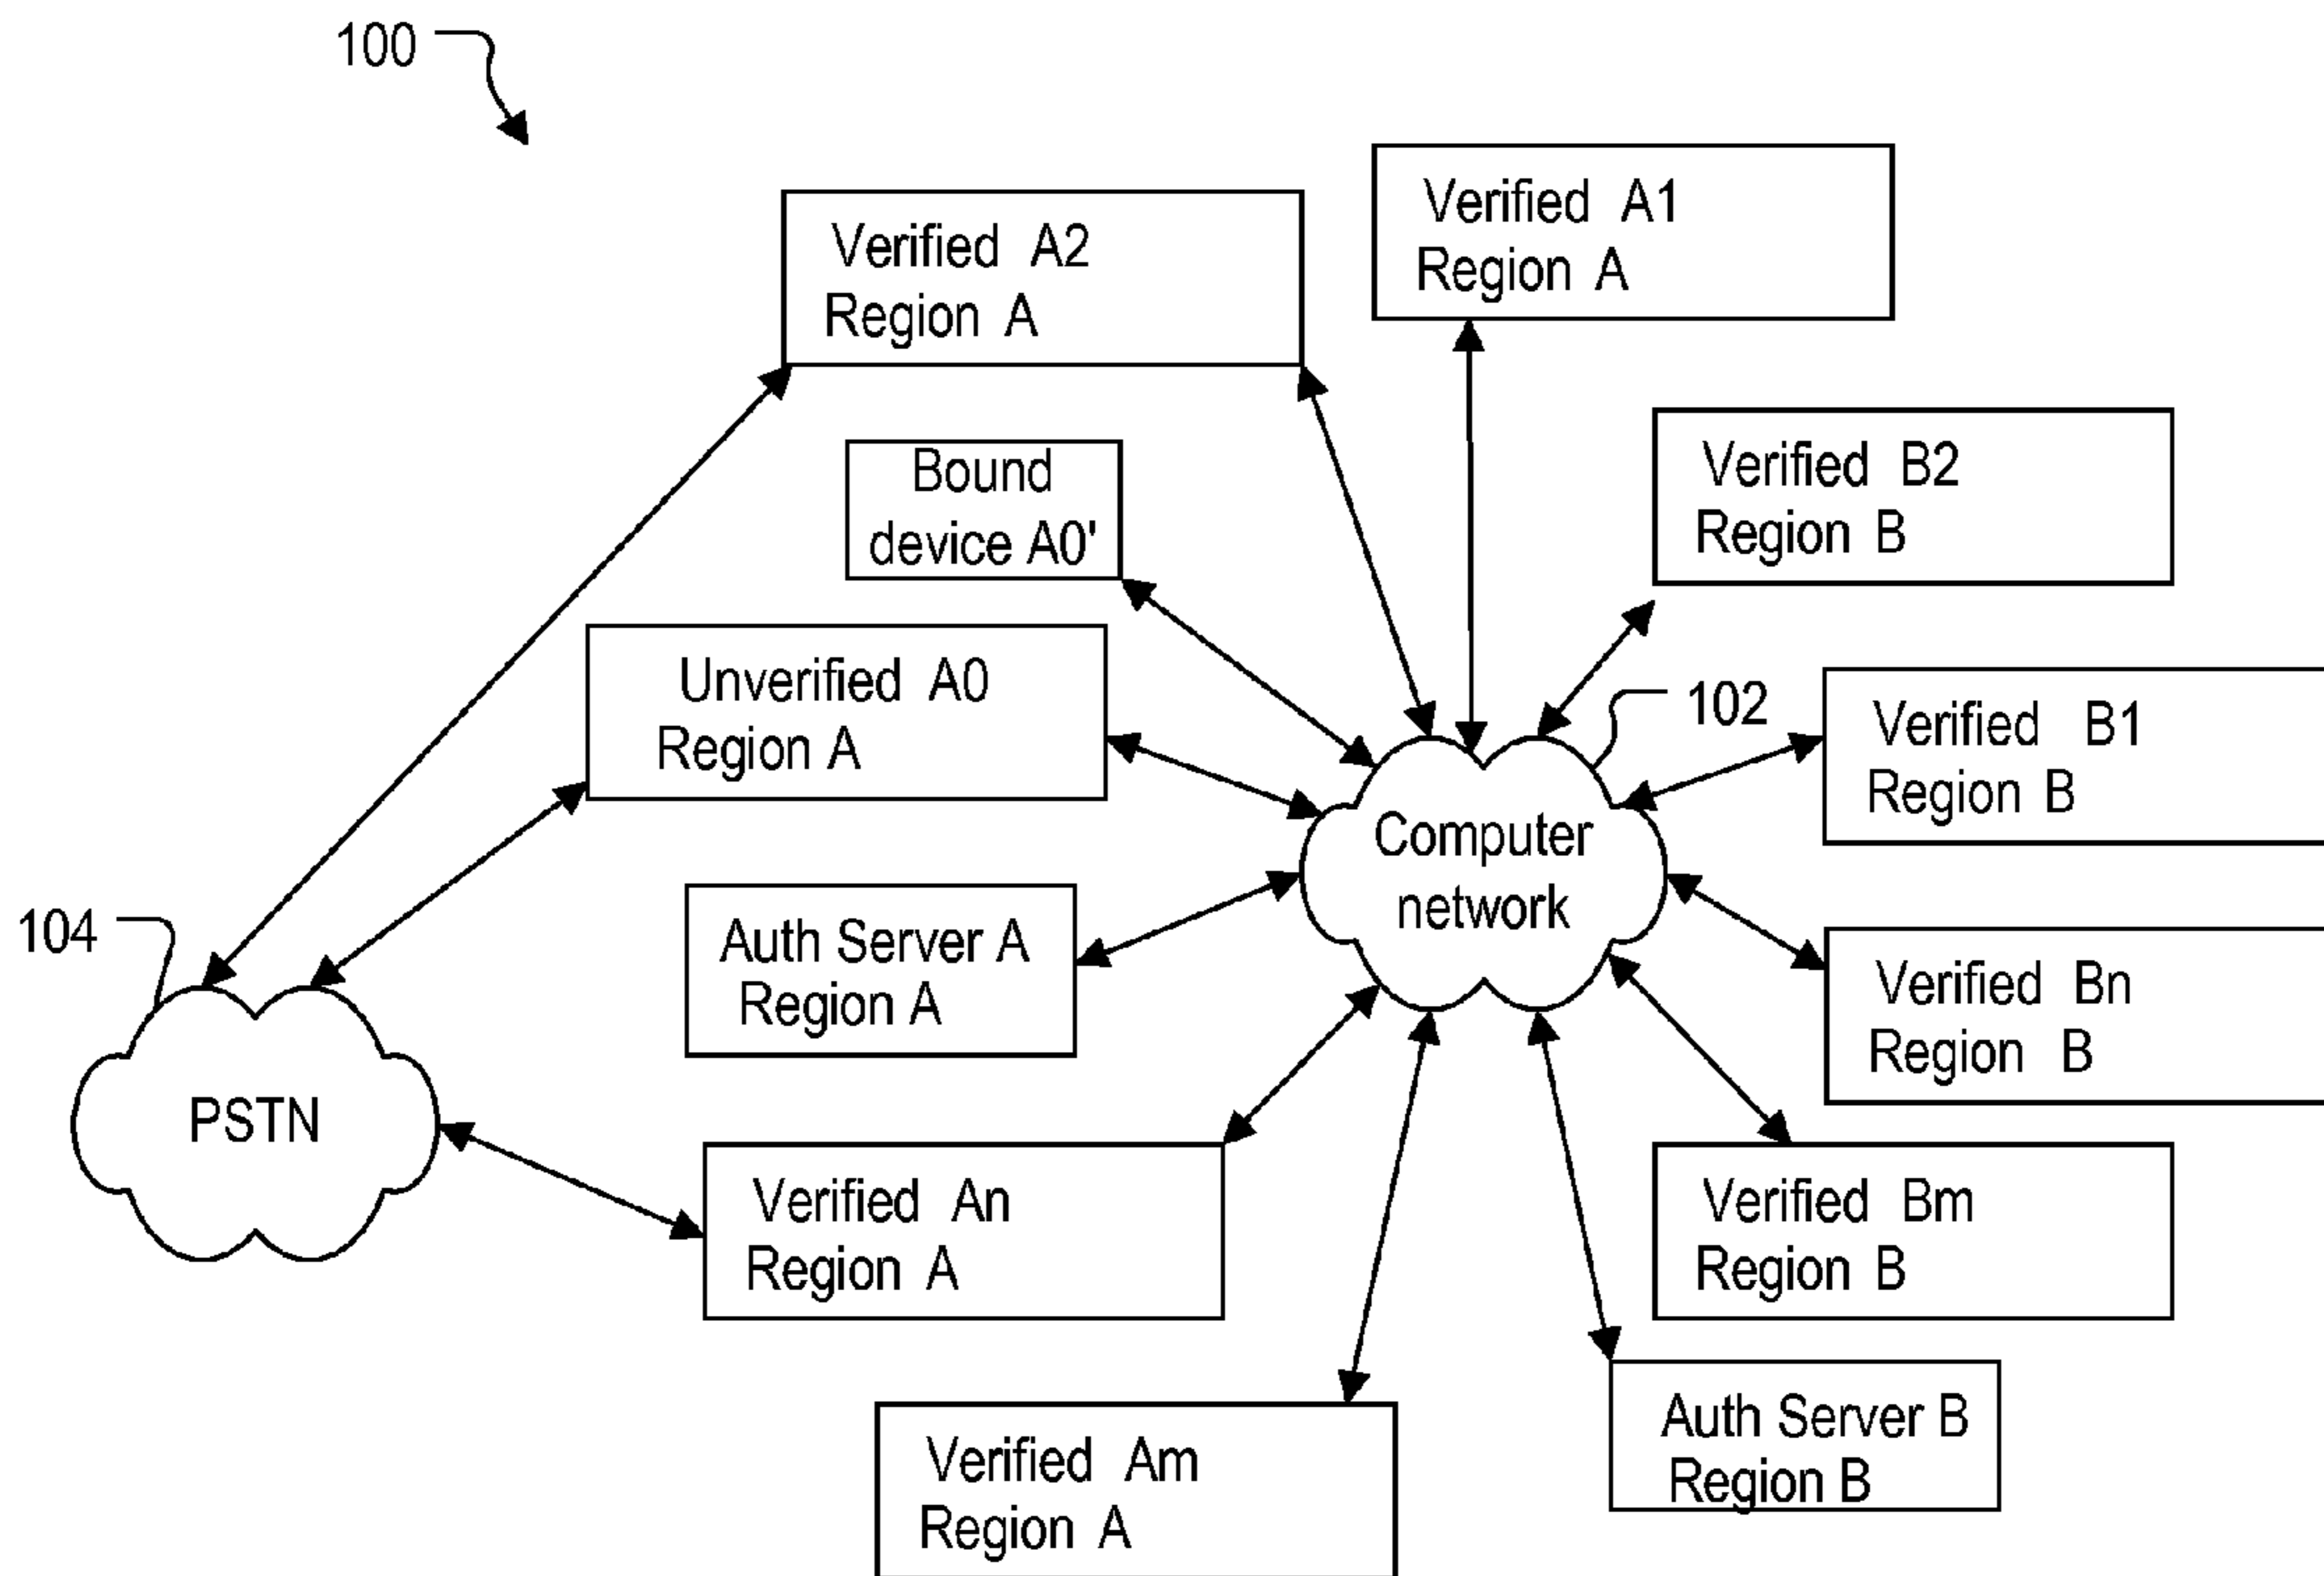 100
Verified A1
Region A
Verified A2
Region A
Verified B2
Region B
Bound
device A0'
Unverified A0
Region A
102
Verified B1
Region B
Computer
network
Auth Server A
Region A
104
Verified Bn
Region B
PSTN
Verified An
Region A
Verified Bm
Region B
Auth Server B
Region B
Verified Am
Region A